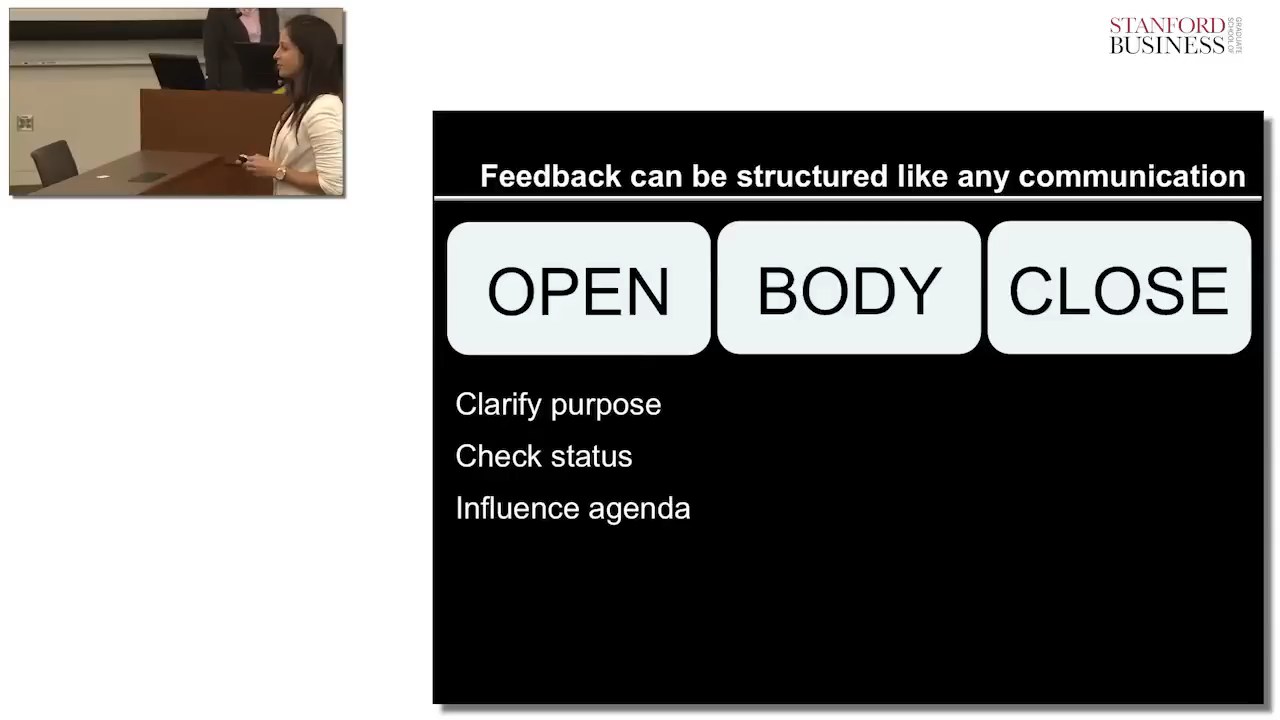 STANFORD
BUSINESS
GRADUATE
SCHOOL OF
Feedback can be structured like any communication
OPEN
BODY
CLOSE
Clarify purpose
Check status
Influence agenda